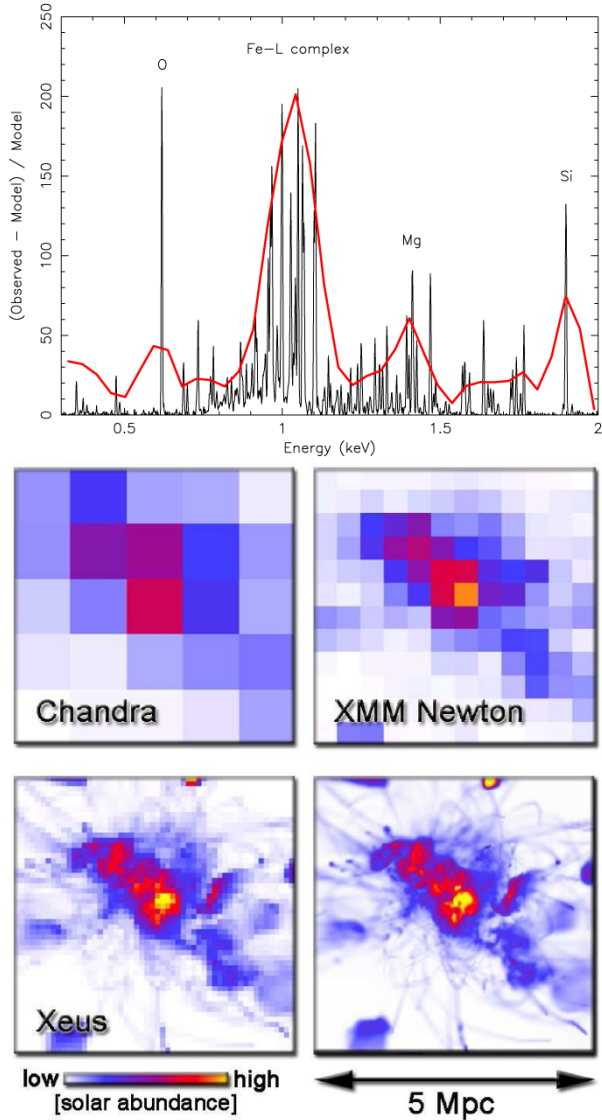 250
200
150
100
50
0
(Observed − Model) / Model
O
Fe−L complex
Mg
Si
0.5
1
1.5
2
Energy (keV)
Chandra
XMM Newton
Xeus
low
high
[solar abundance]
5 Mpc